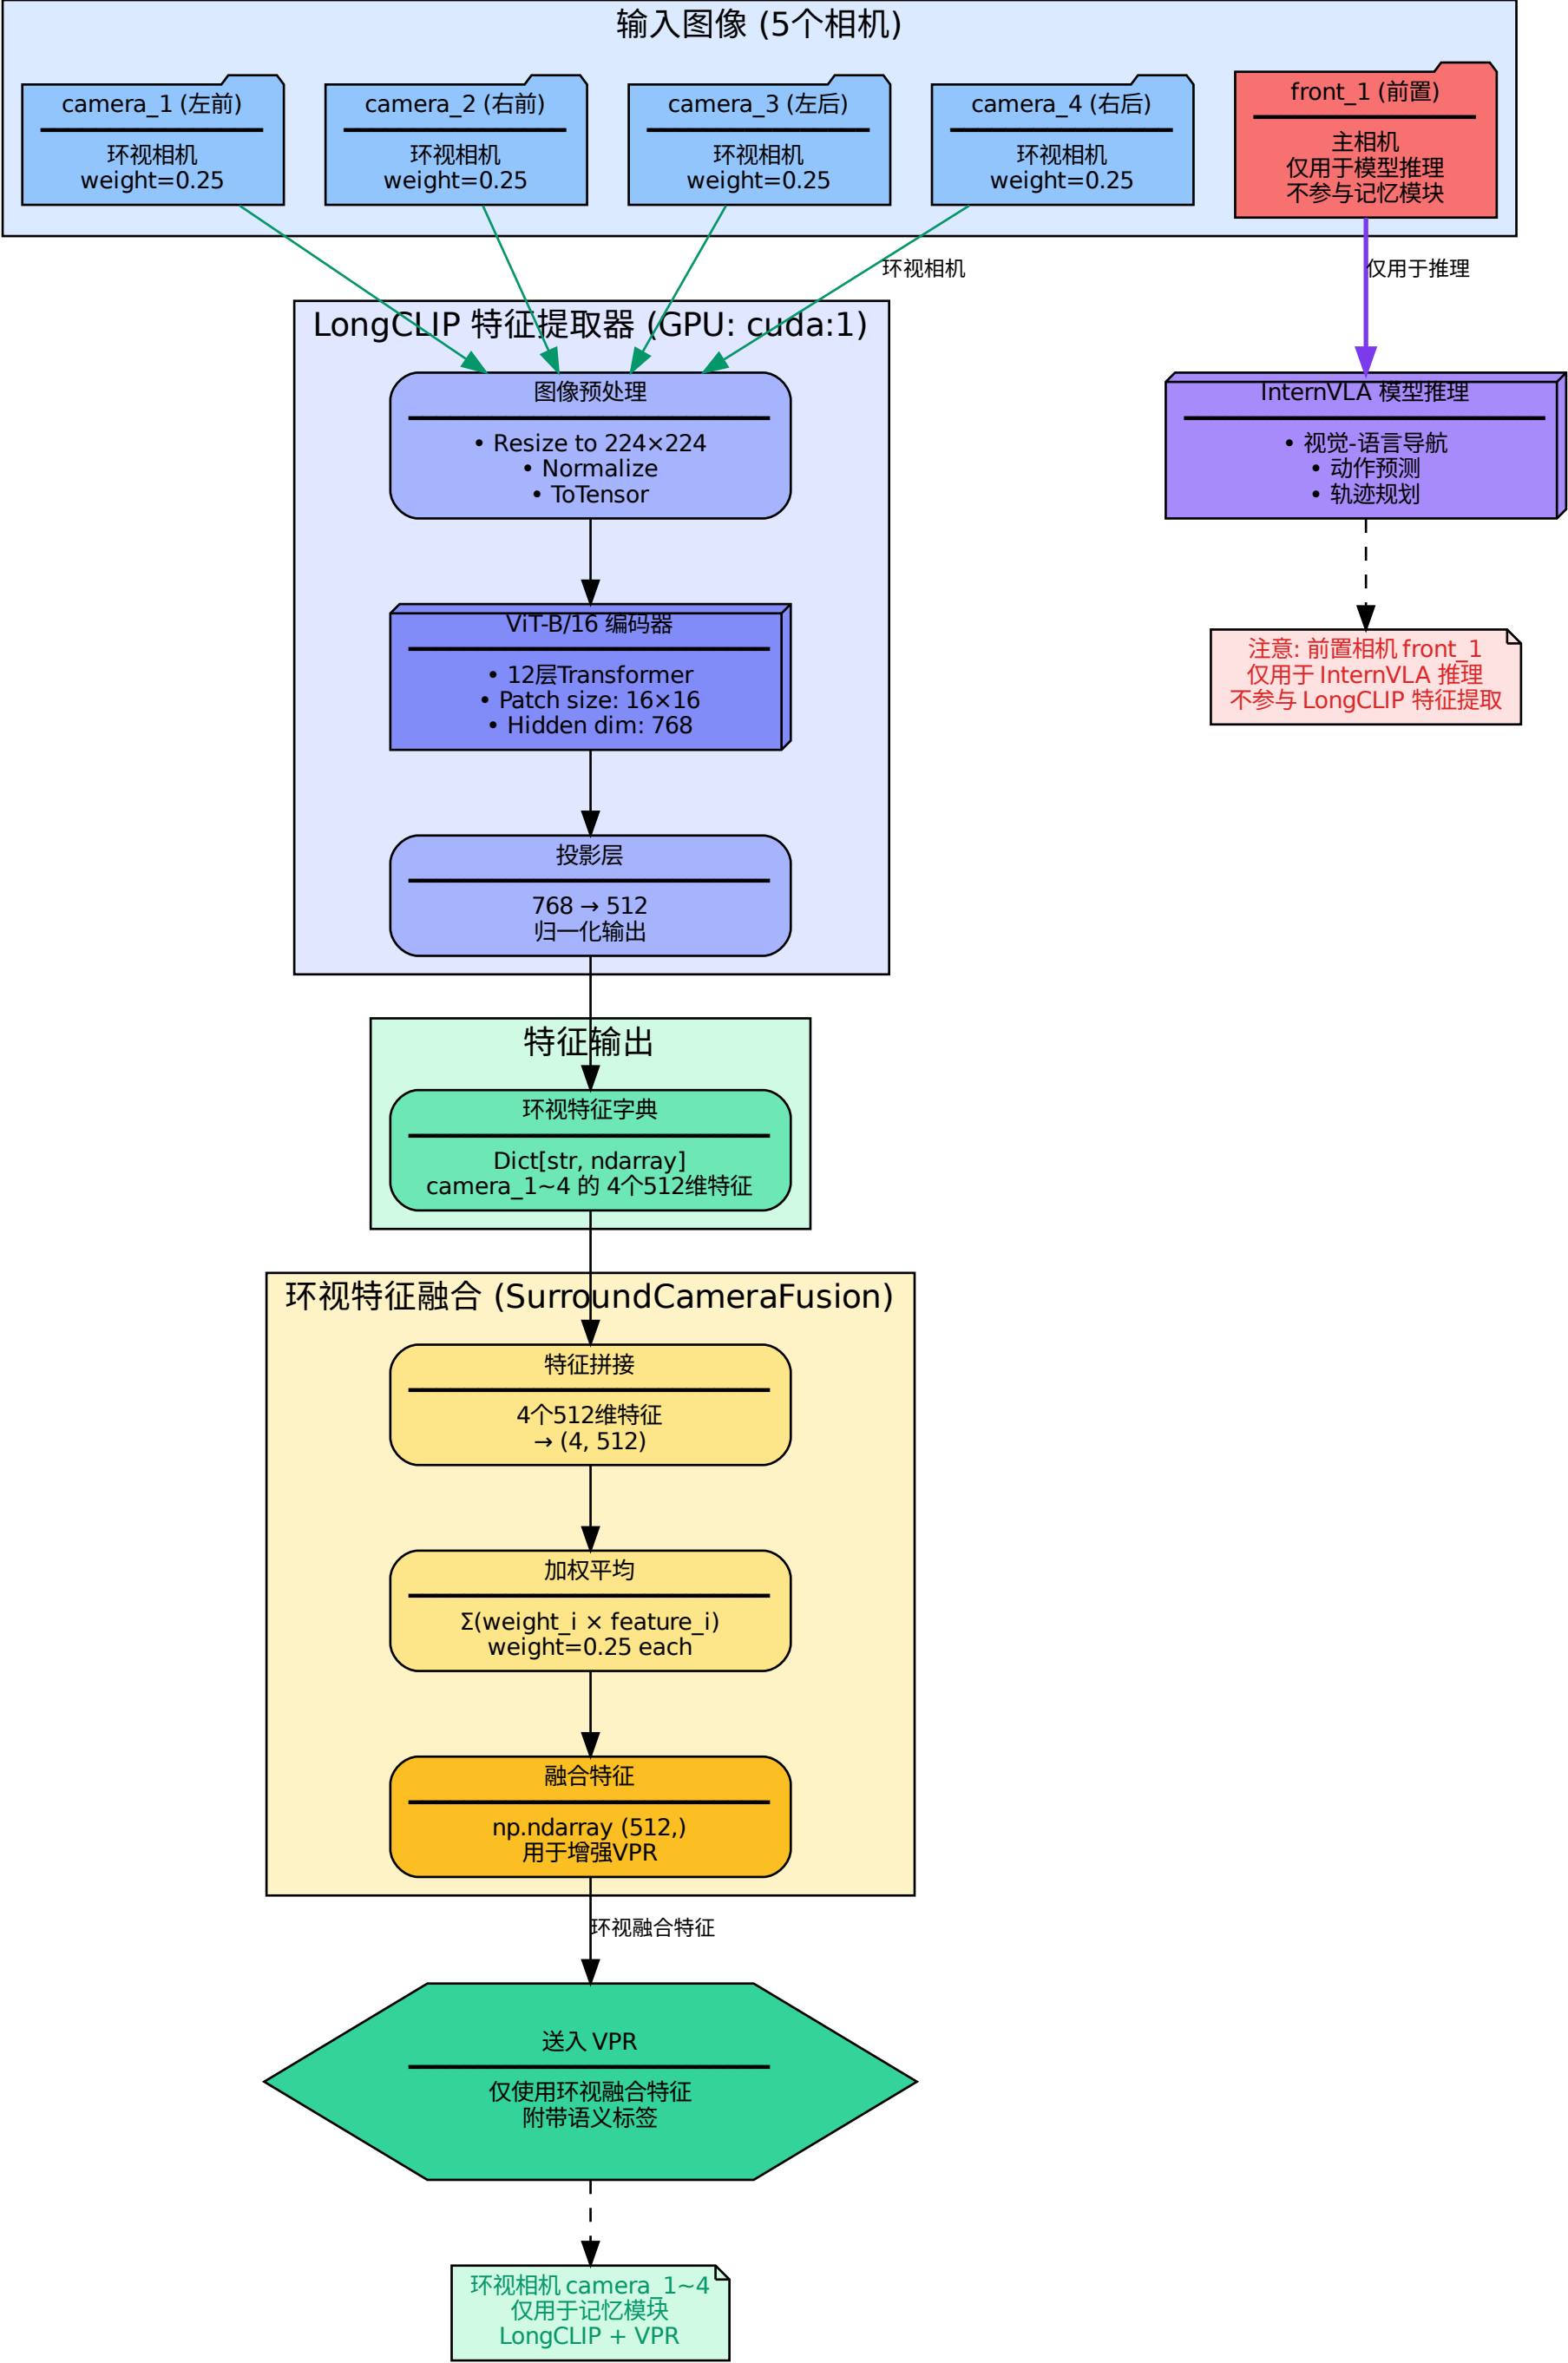 输入图像 (5个相机)
camera_1 (左前)
环视相机
weight=0.25
camera_2 (右前)
环视相机
weight=0.25
camera_3 (左后)
环视相机
weight=0.25
camera_4 (右后)
环视相机
weight=0.25
front_1 (前置)
主相机
仅用于模型推理
不参与记忆模块
环视相机
仅用于推理
LongCLIP 特征提取器 (GPU: cuda:1)
图像预处理
• Resize to 224×224
• Normalize
• ToTensor
InternVLA 模型推理
• 视觉-语言导航
• 动作预测
• 轨迹规划
ViT-B/16 编码器
• 12层Transformer
• Patch size: 16×16
• Hidden dim: 768
注意: 前置相机 front_1
仅用于 InternVLA 推理
不参与 LongCLIP 特征提取
投影层
768 → 512
归一化输出
特征输出
环视特征字典
Dict[str, ndarray]
camera_1~4 的 4个512维特征
环视特征融合 (SurroundCameraFusion)
特征拼接
4个512维特征
→ (4, 512)
加权平均
Σ(weight_i × feature_i)
weight=0.25 each
融合特征
np.ndarray (512,)
用于增强VPR
环视融合特征
送入 VPR
仅使用环视融合特征
附带语义标签
环视相机 camera_1~4
仅用于记忆模块
LongCLIP + VPR